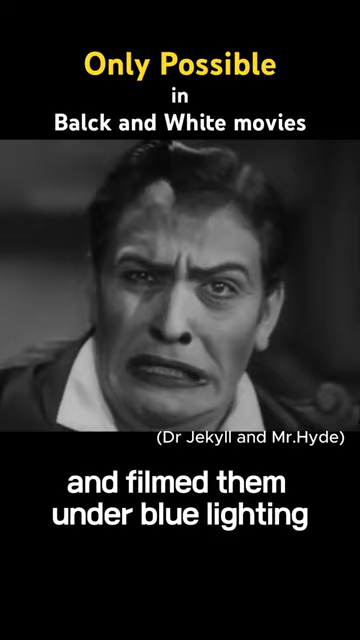 Only Possible
in
Balck and White movies
(Dr Jekyll and Mr.Hyde)
and filmed them
under blue lighting